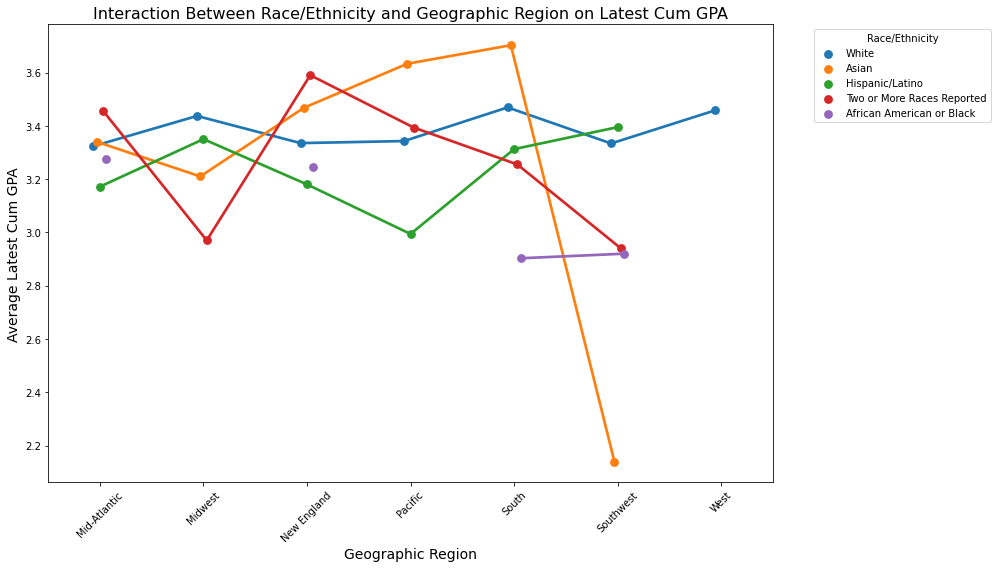 Interaction Between Race/Ethnicity and Geographic Region on Latest Cum GPA
Race/Ethnicity
White
Asian
Hispanic/Latino
Two or More Races Reported
African American or Black
Average Latest Cum GPA
3.6
3.4
3.2
3.0
2.8
2.6
2.4
2.2
Mid-Atlantic
Midwest
New England
Pacific
South
Southwest
West
Geographic Region